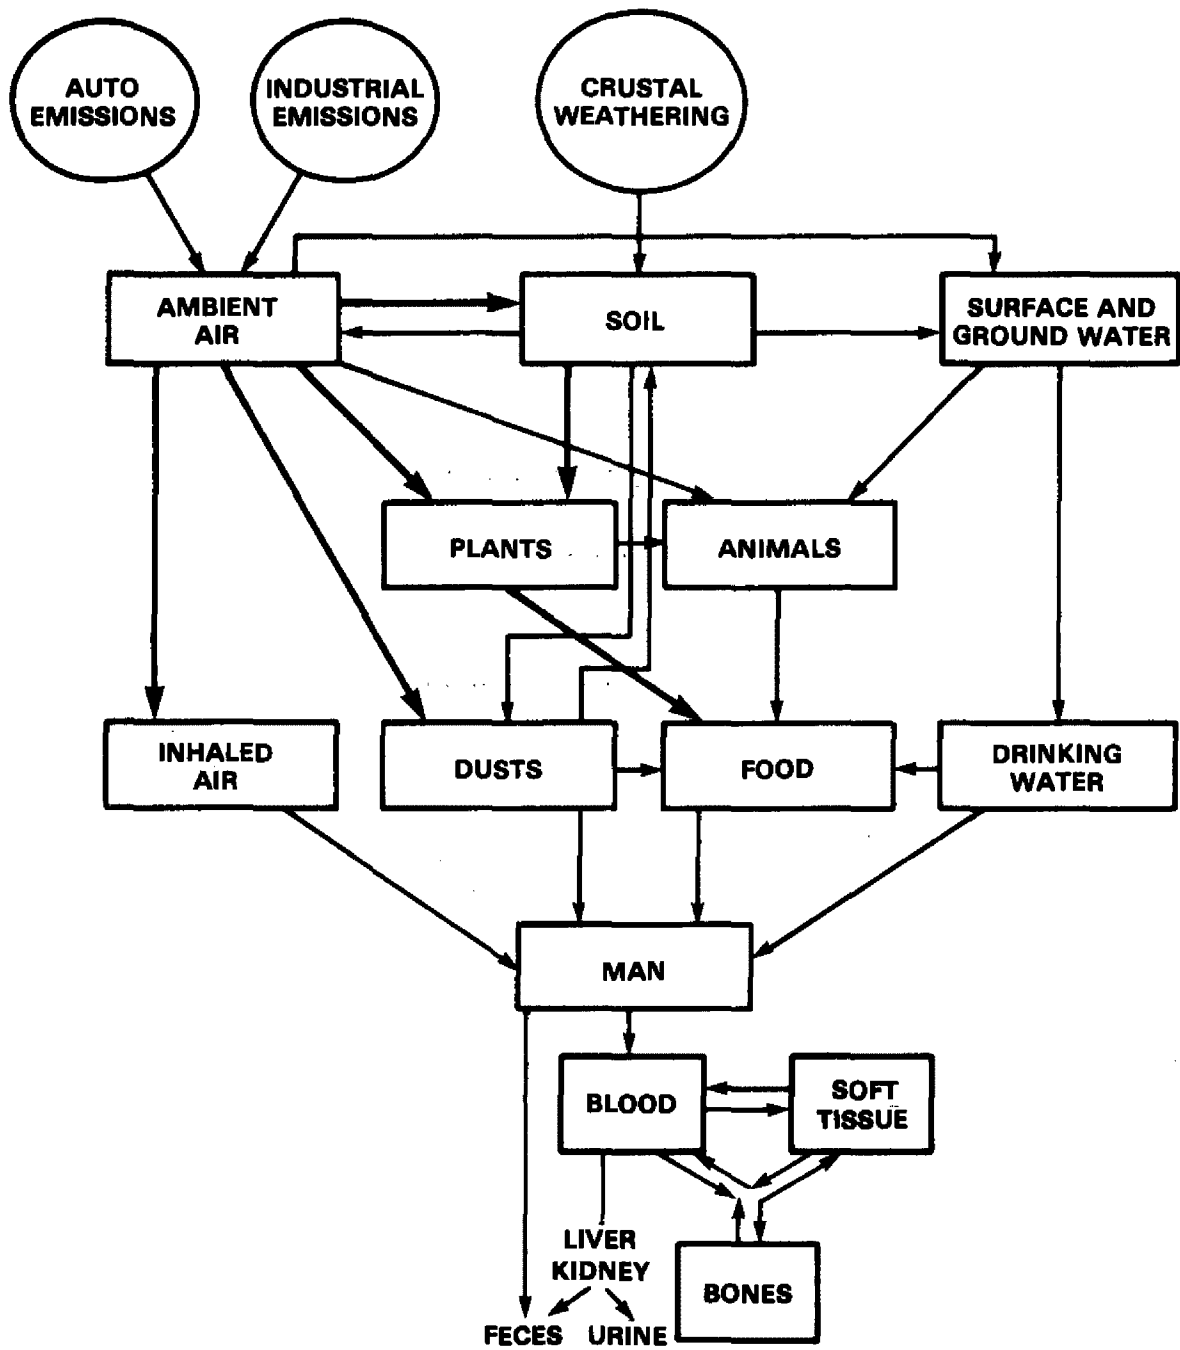 AUTO
EMISSIONS
INDUSTRIAL
EMISSIONS
CRUSTAL
WEATHERING
AMBIENT
AIR
SOIL
SURFACE AND
GROUND WATER
PLANTS
ANIMALS
INHALED
AIR
DUSTS
FOOD
DRINKING
WATER
MAN
BLOOD
SOFT
TISSUE
LIVER
KIDNEY
BONES
FECES
URINE